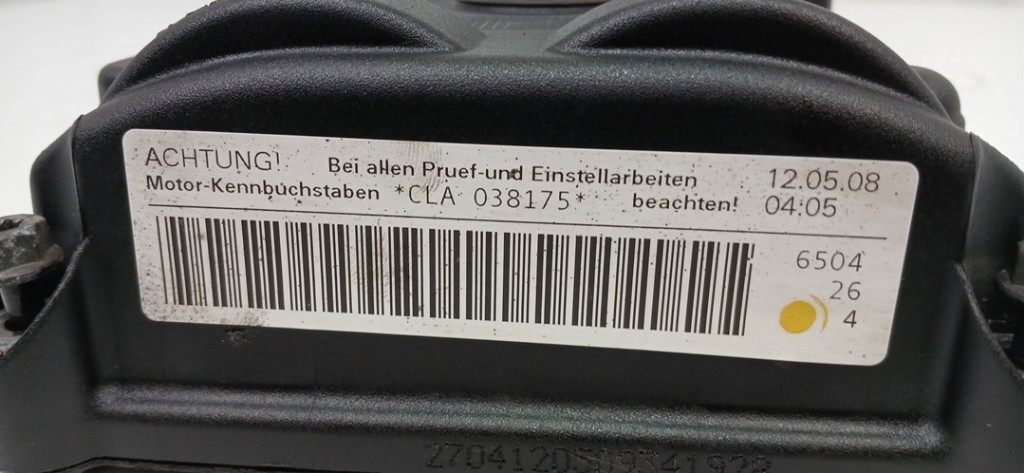 ACHTUNG! Bei allen Pruef-und Einstellarbeiten 12.05.08
Motor-Kennbuchstaben *CLA 038175* beachten! 04:05
6504
26
4